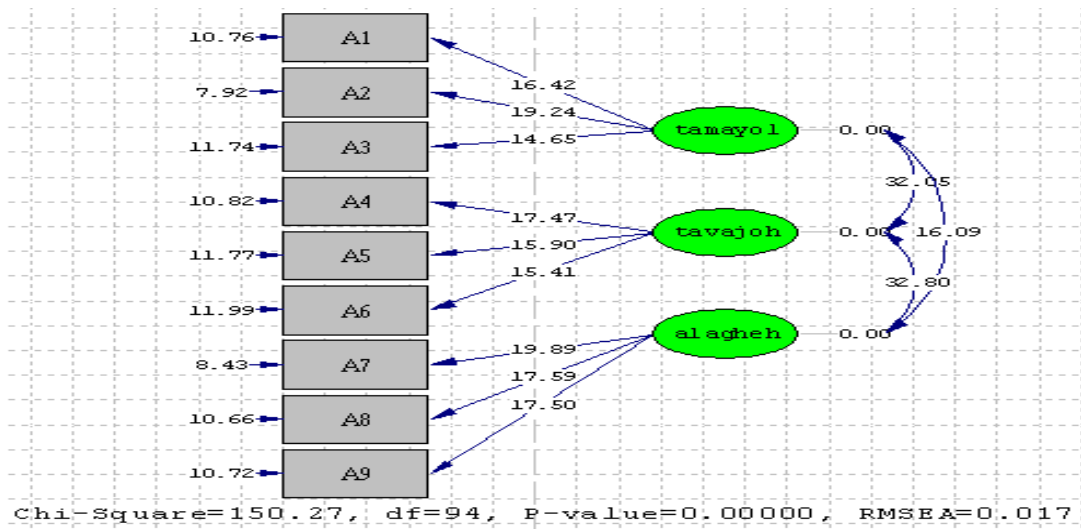 10.76 A1
16.42
7.92 A2
19.24
tamayol 0.00
11.74 A3
14.65
32.05
10.82 A4
17.47
tavajoh 0.00 16.09
11.77 A5
15.90
15.41
32.80
11.99 A6
alagheh 0.00
19.89
8.43 A7
17.59
17.50
10.66 A8
10.72 A9
Chi-Square=150.27, df=94, P-value=0.00000, RMSEA=0.017